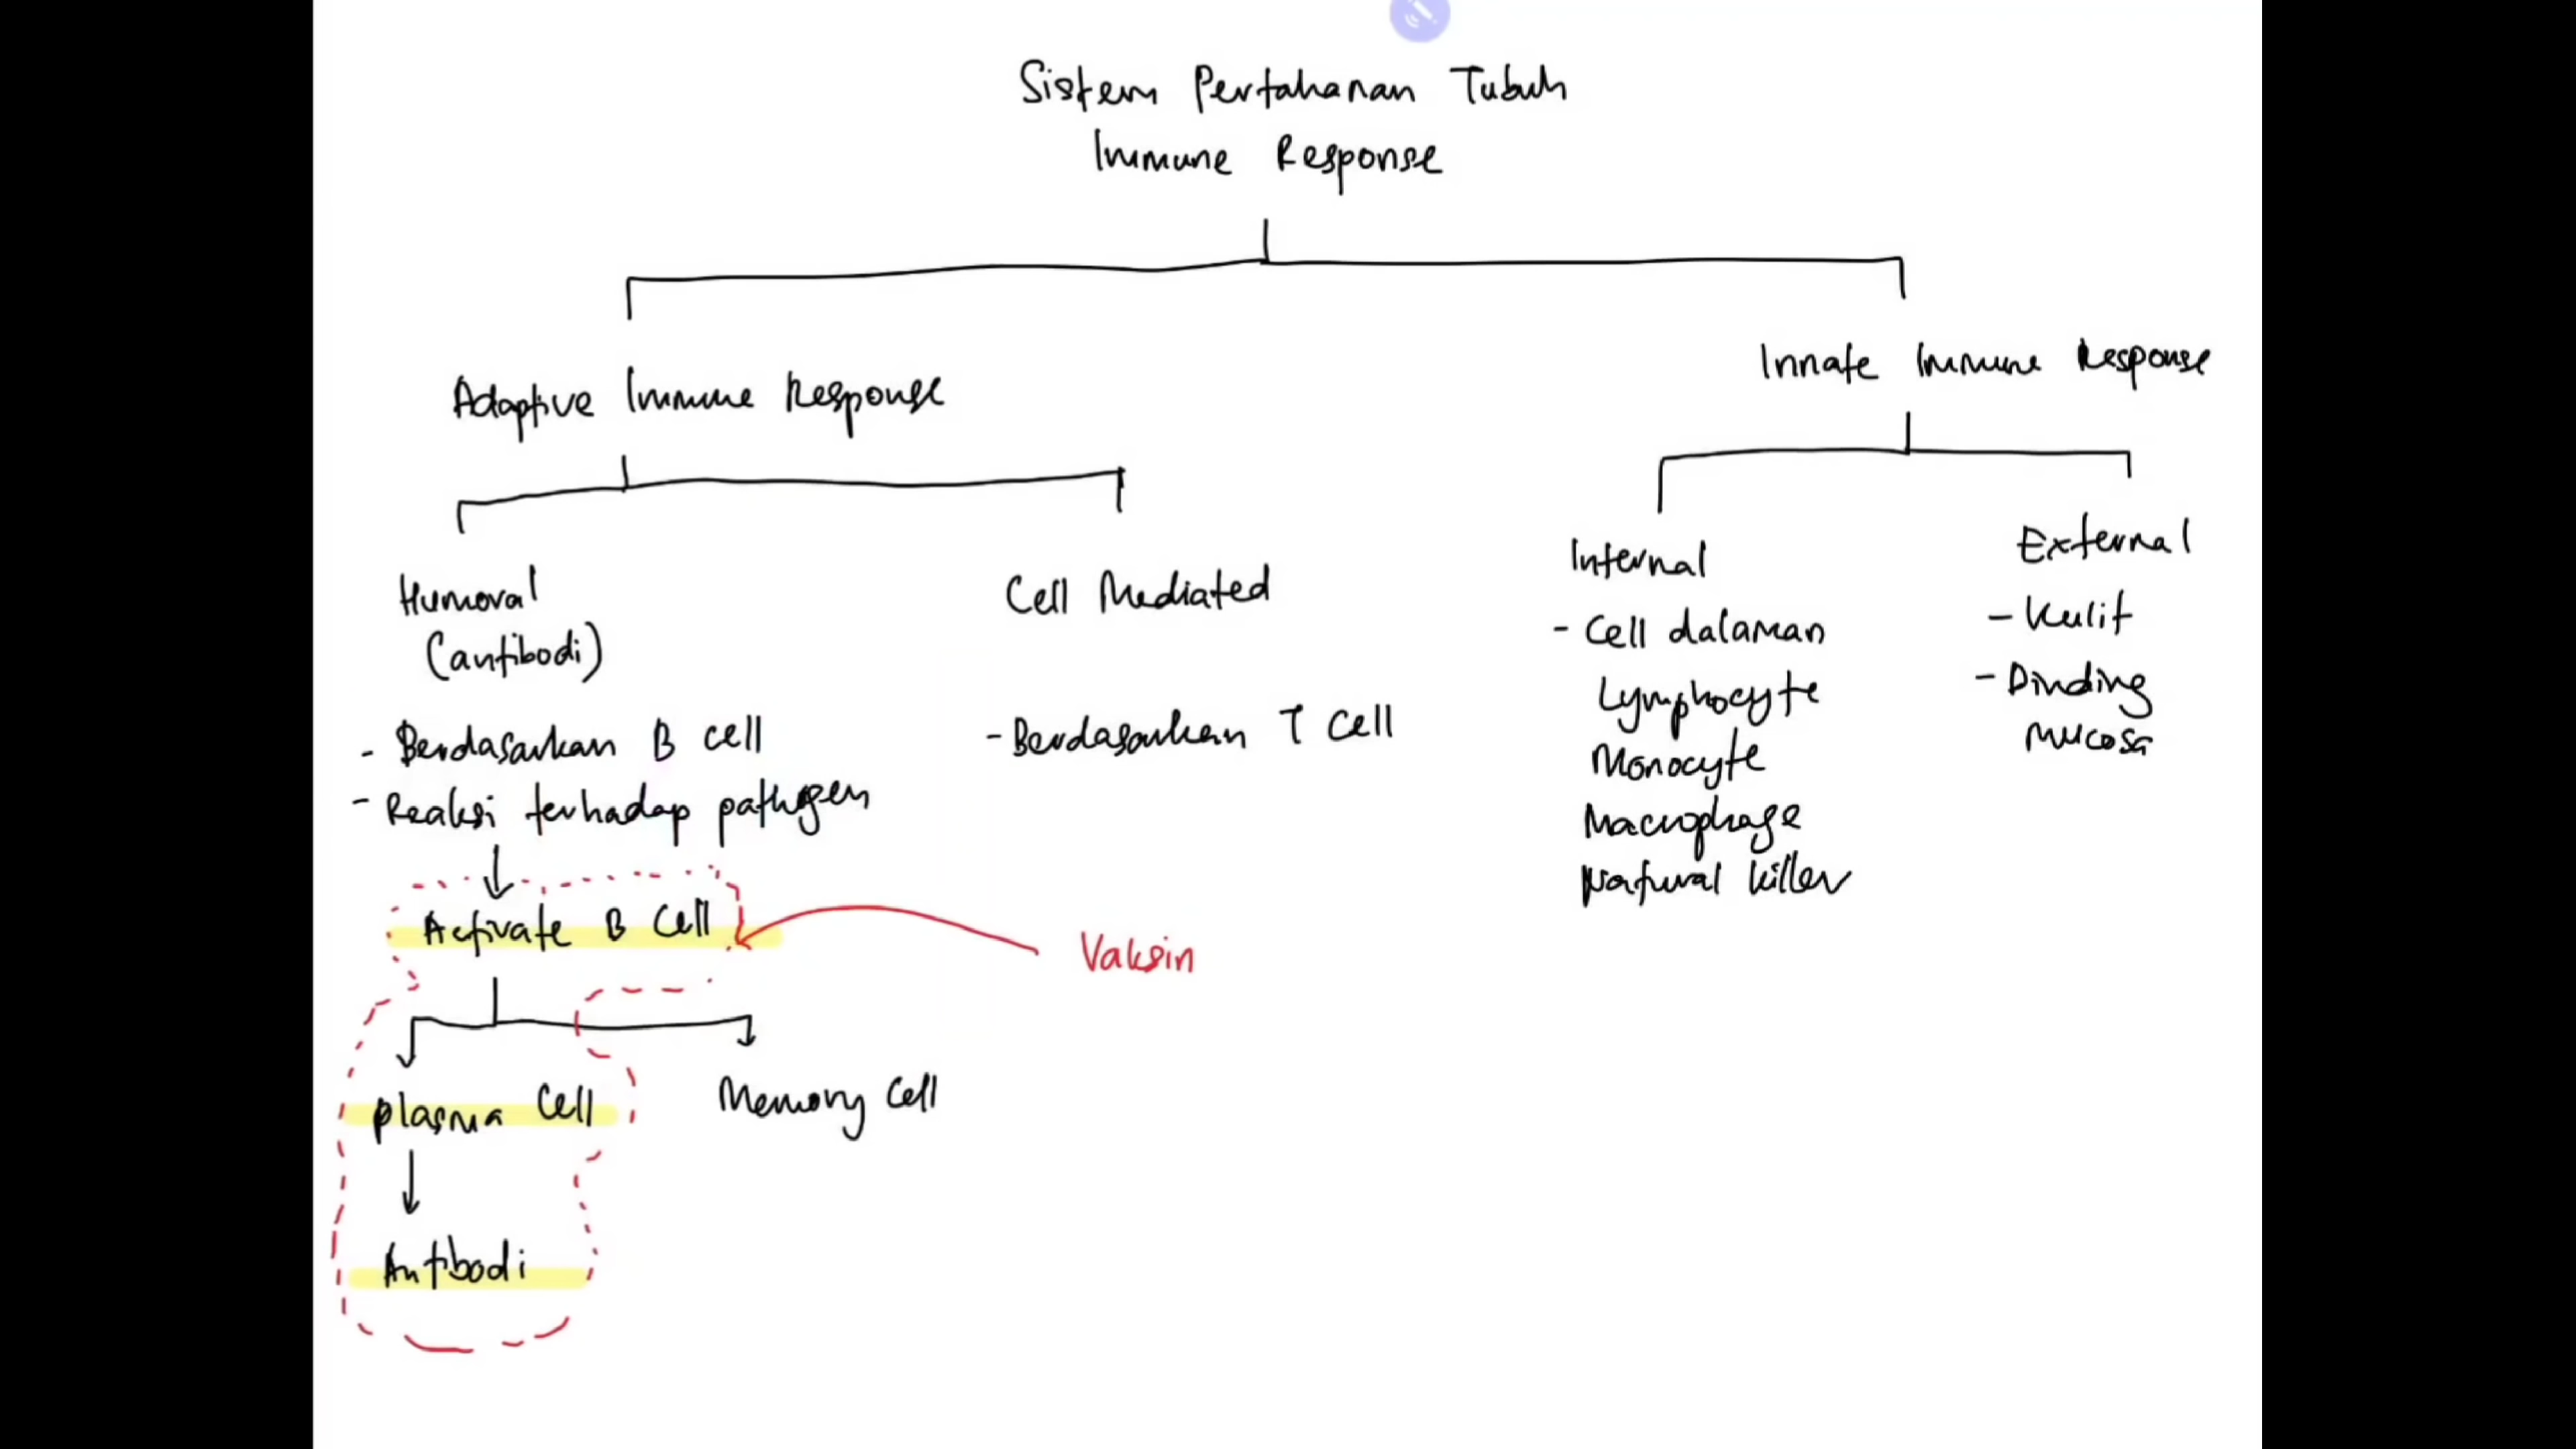 Sistem Pertahanan Tubuh
Immune Response
Adaptive Immune Response
Humoral
(antibodi)
- Berdasarkan B cell
- Reaksi terhadap pathogen
Activate B Cell
Plasma Cell
Memory Cell
Antibodi
Cell Mediated
- Berdasarkan T Cell
Vaksin
Innate Immune Response
Internal
- Cell dalaman
Lymphocyte
Monocyte
Macrophage
Natural killer
External
- Kulit
- Dinding
mucosa